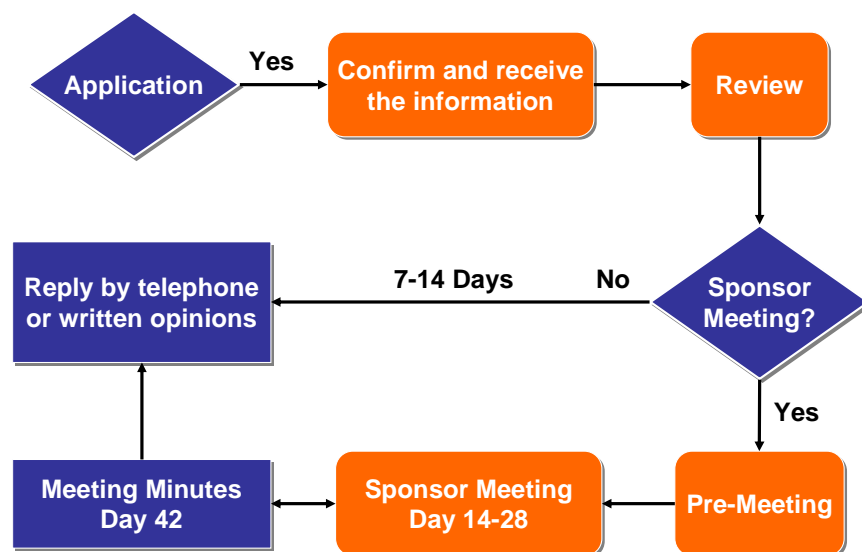 Application
Yes
Confirm and receive
the information
Review
Reply by telephone
or written opinions
7-14 Days
No
Sponsor
Meeting?
Yes
Meeting Minutes
Day 42
Sponsor Meeting
Day 14-28
Pre-Meeting